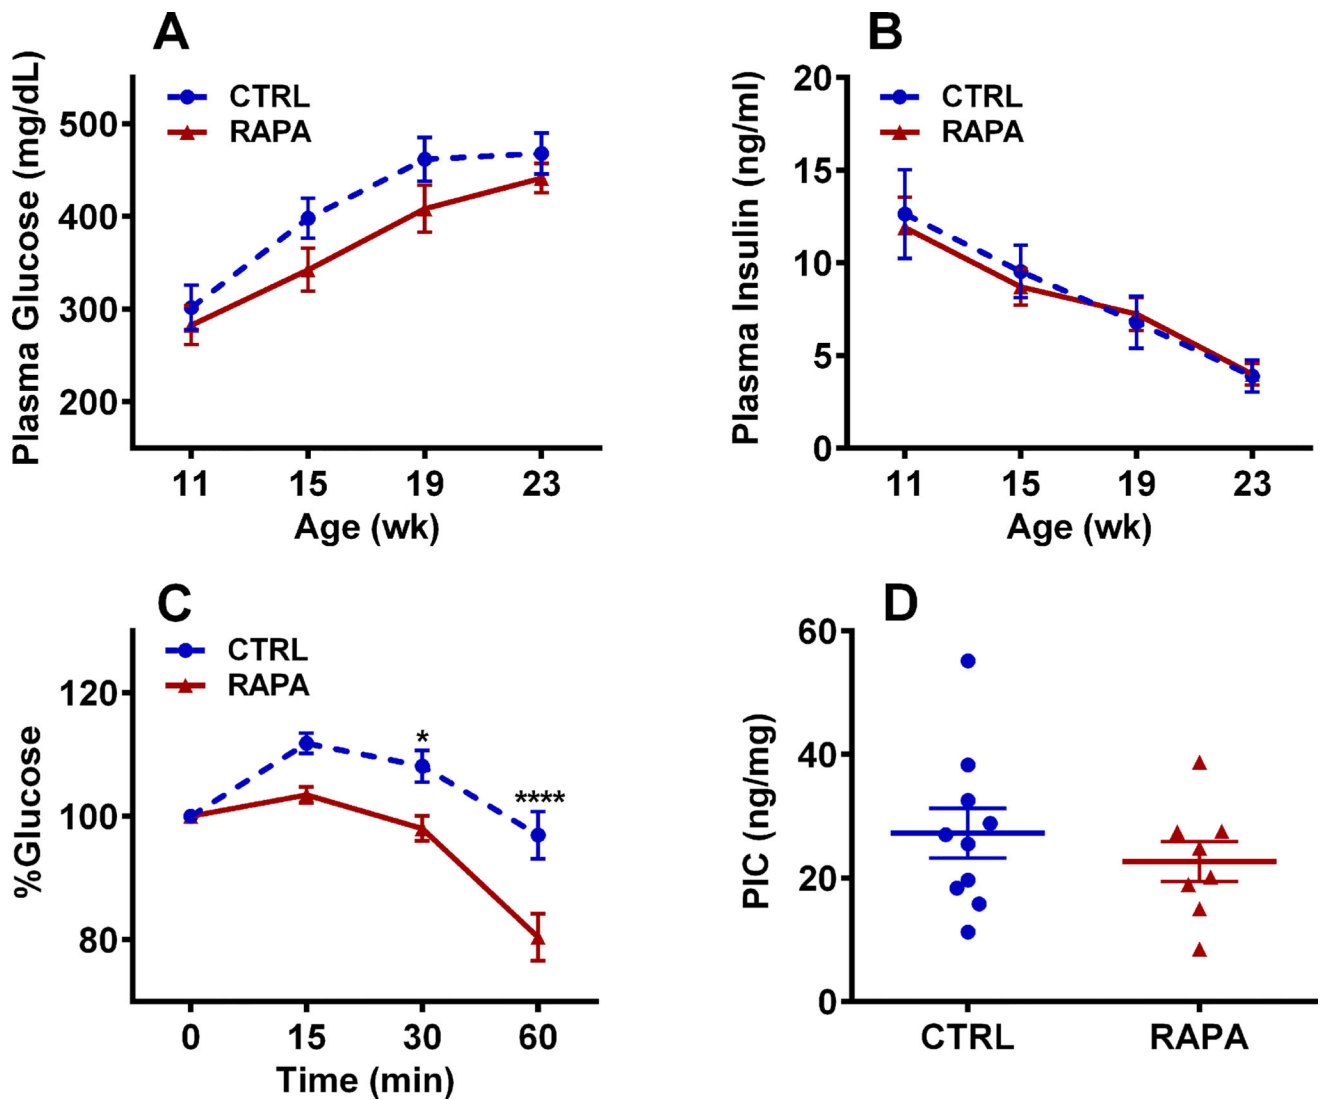 A
Plasma Glucose (mg/dL)
CTRL
RAPA
500
400
300
200
11 15 19 23
Age (wk)
B
Plasma Insulin (ng/ml)
CTRL
RAPA
20
15
10
5
0
11 15 19 23
Age (wk)
C
%Glucose
CTRL
RAPA
120
100
80
*
****
0 15 30 60
Time (min)
D
PIC (ng/mg)
60
40
20
0
CTRL RAPA